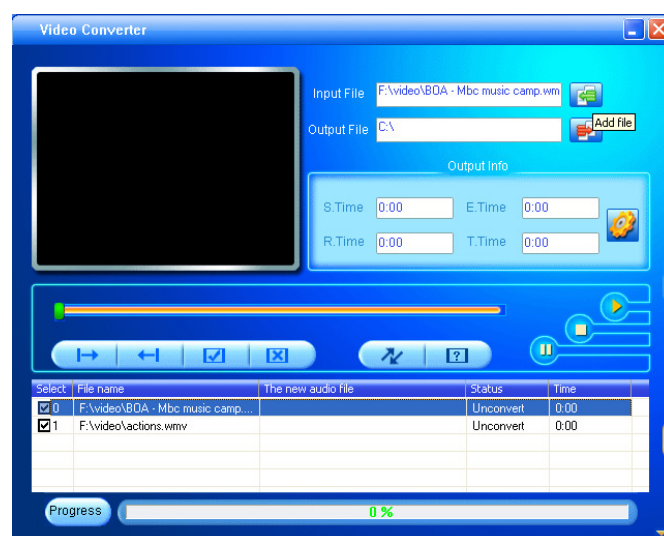 Video Converter
Input File F:\video\BOA - Mbc music camp.wm
Output File C:\
Add file
Output Info
S.Time 0:00 E.Time 0:00
R.Time 0:00 T.Time 0:00
?
Select File name The new audio file Status Time
0 F:\video\BOA - Mbc music camp.... Unconvert 0:00
1 F:\video\actions.wmv Unconvert 0:00
Progress 0 %